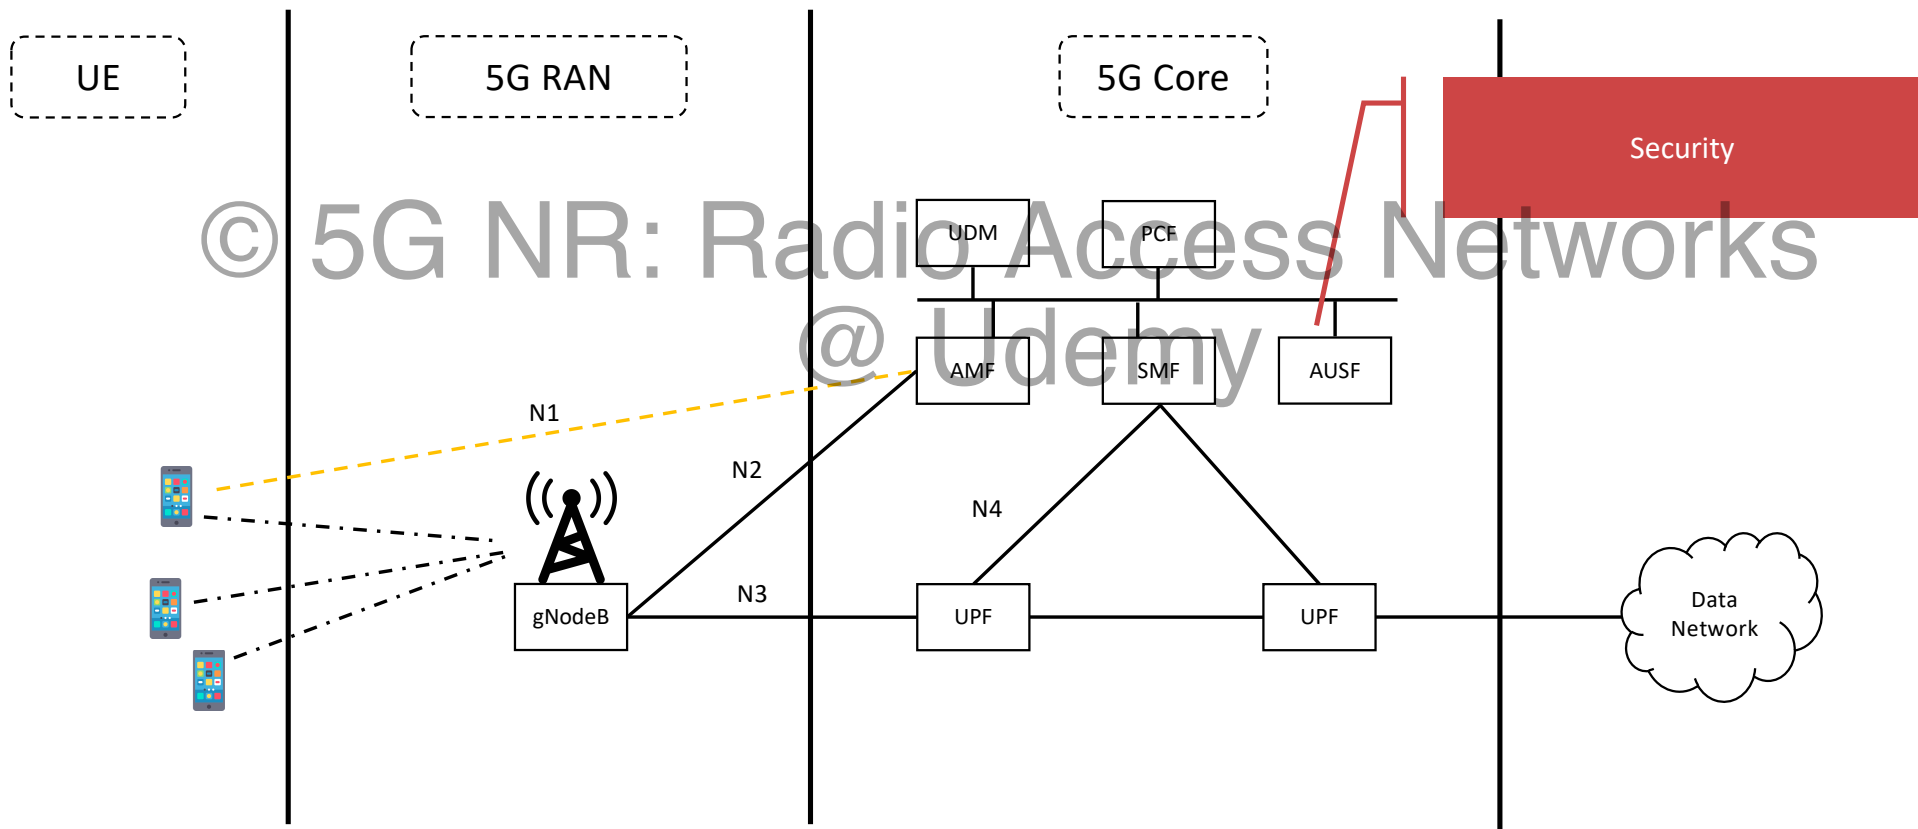 UE
5G RAN
5G Core
Security
© 5G NR: Radio Access Networks
@ Udemy
UDM
PCF
AMF
SMF
AUSF
N1
N2
N4
N3
gNodeB
UPF
UPF
Data
Network